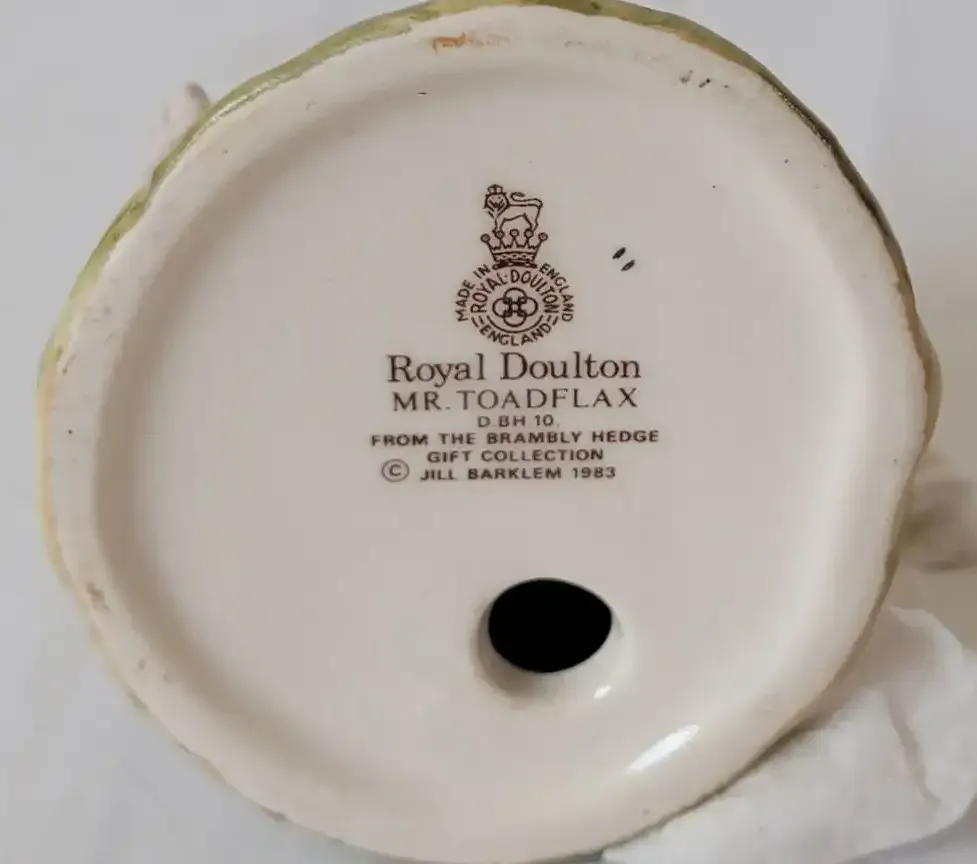 MADE IN ENGLAND
ROYAL·DOULTON
ENGLAND
Royal Doulton
MR. TOADFLAX
D.BH 10.
FROM THE BRAMBLY HEDGE
GIFT COLLECTION
© JILL BARKLEM 1983